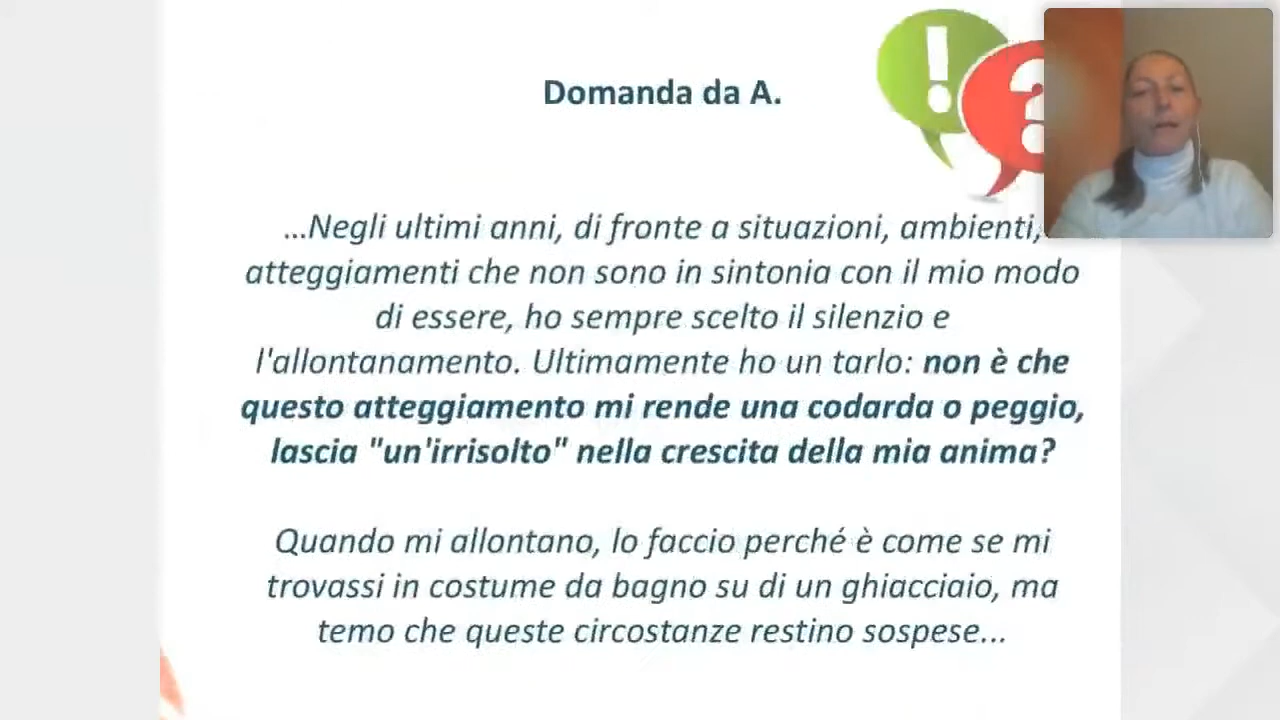 Domanda da A.
!
?
...Negli ultimi anni, di fronte a situazioni, ambienti,
atteggiamenti che non sono in sintonia con il mio modo
di essere, ho sempre scelto il silenzio e
l'allontanamento. Ultimamente ho un tarlo: non è che
questo atteggiamento mi rende una codarda o peggio,
lascia "un'irrisolto" nella crescita della mia anima?
Quando mi allontano, lo faccio perché è come se mi
trovassi in costume da bagno su di un ghiacciaio, ma
temo che queste circostanze restino sospese...